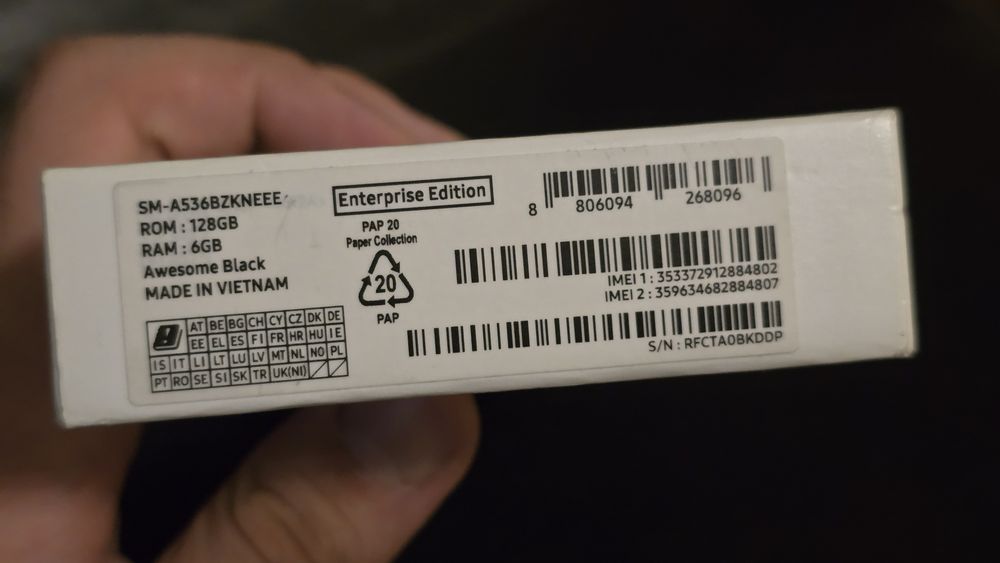 SM-A536BZKNEEE
ROM : 128GB
RAM : 6GB
Awesome Black
MADE IN VIETNAM
AT BE BG CH CY CZ DK DE
EE EL ES FI FR HR HU IE
IS IT LI LT LU LV MT NL NO PL
PT RO SE SI SK TR UK(NI)
Enterprise Edition
PAP 20
Paper Collection
20
PAP
8 806094 268096
IMEI 1 : 353372912884802
IMEI 2 : 359634682884807
S/N : RFCTA0BKDDP